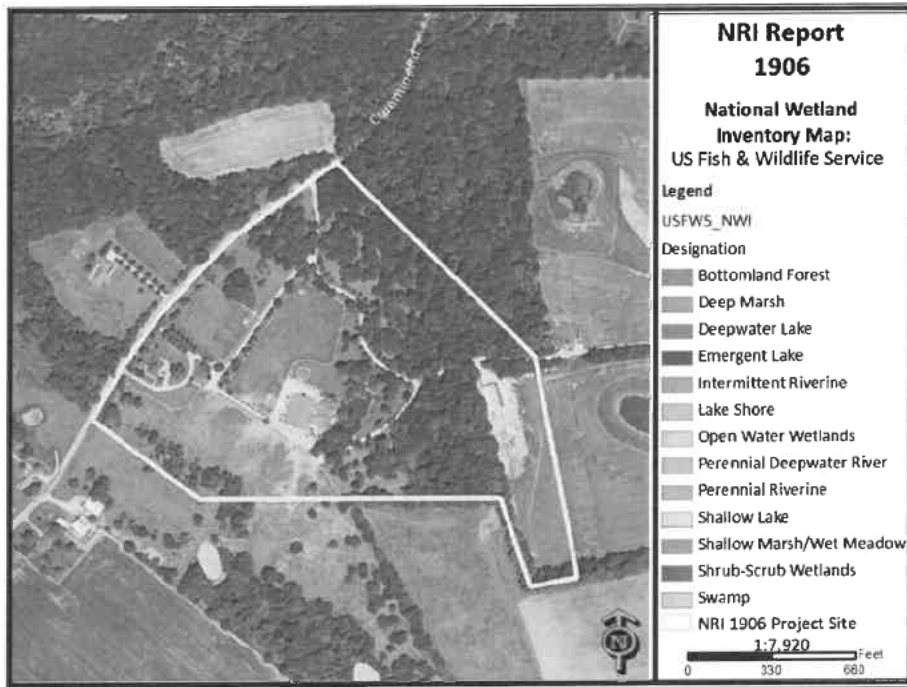 NRI Report
1906
National Wetland
Inventory Map:
US Fish & Wildlife Service
Legend
USFWS_NWI
Designation
Bottomland Forest
Deep Marsh
Deepwater Lake
Emergent Lake
Intermittent Riverine
Lake Shore
Open Water Wetlands
Perennial Deepwater River
Perennial Riverine
Shallow Lake
Shallow Marsh/Wet Meadow
Shrub-Scrub Wetlands
Swamp
NRI 1906 Project Site
1:7,920
Feet
0 330 660
N